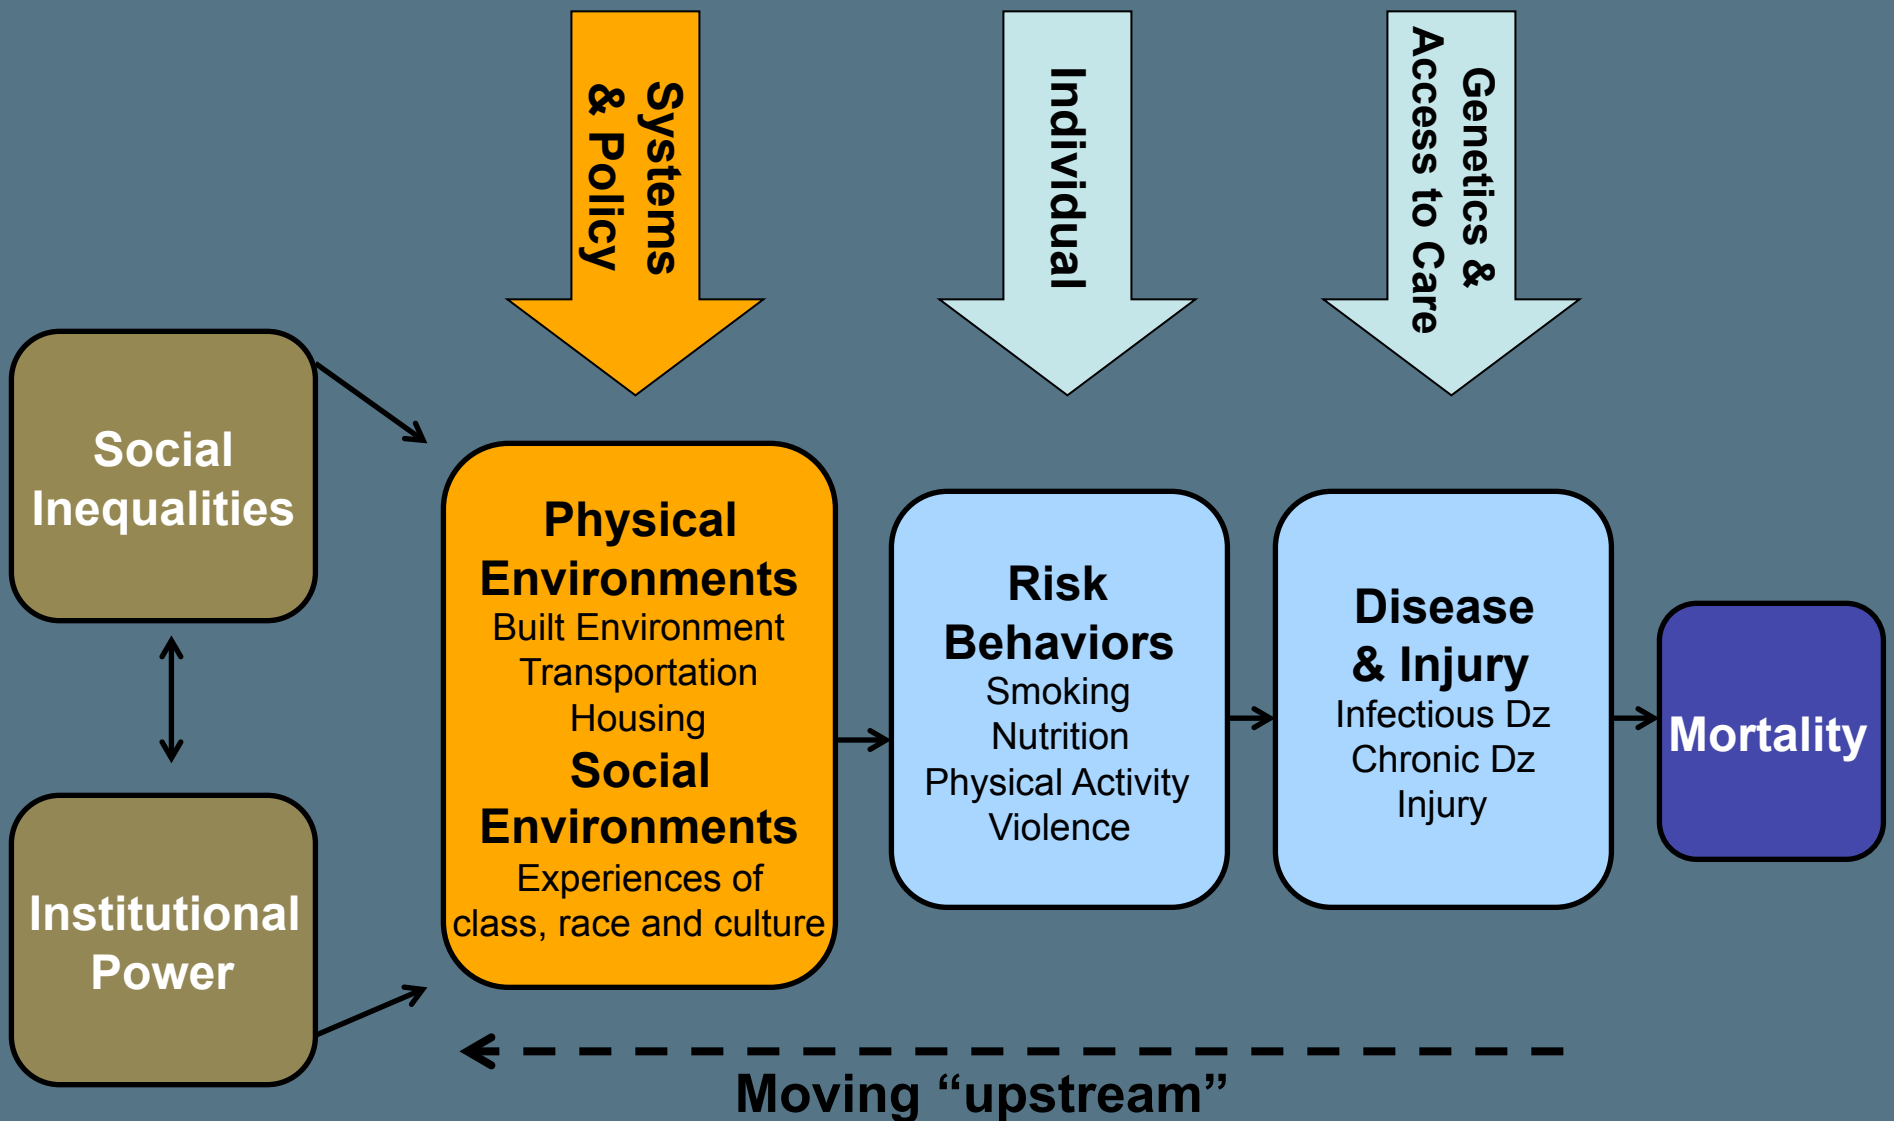 Systems
& Policy
Individual
Genetics &
Access to Care
Social
Inequalities
Institutional
Power
Physical
Environments
Built Environment
Transportation
Housing
Social
Environments
Experiences of
class, race and culture
Risk
Behaviors
Smoking
Nutrition
Physical Activity
Violence
Disease
& Injury
Infectious Dz
Chronic Dz
Injury
Mortality
Moving “upstream”